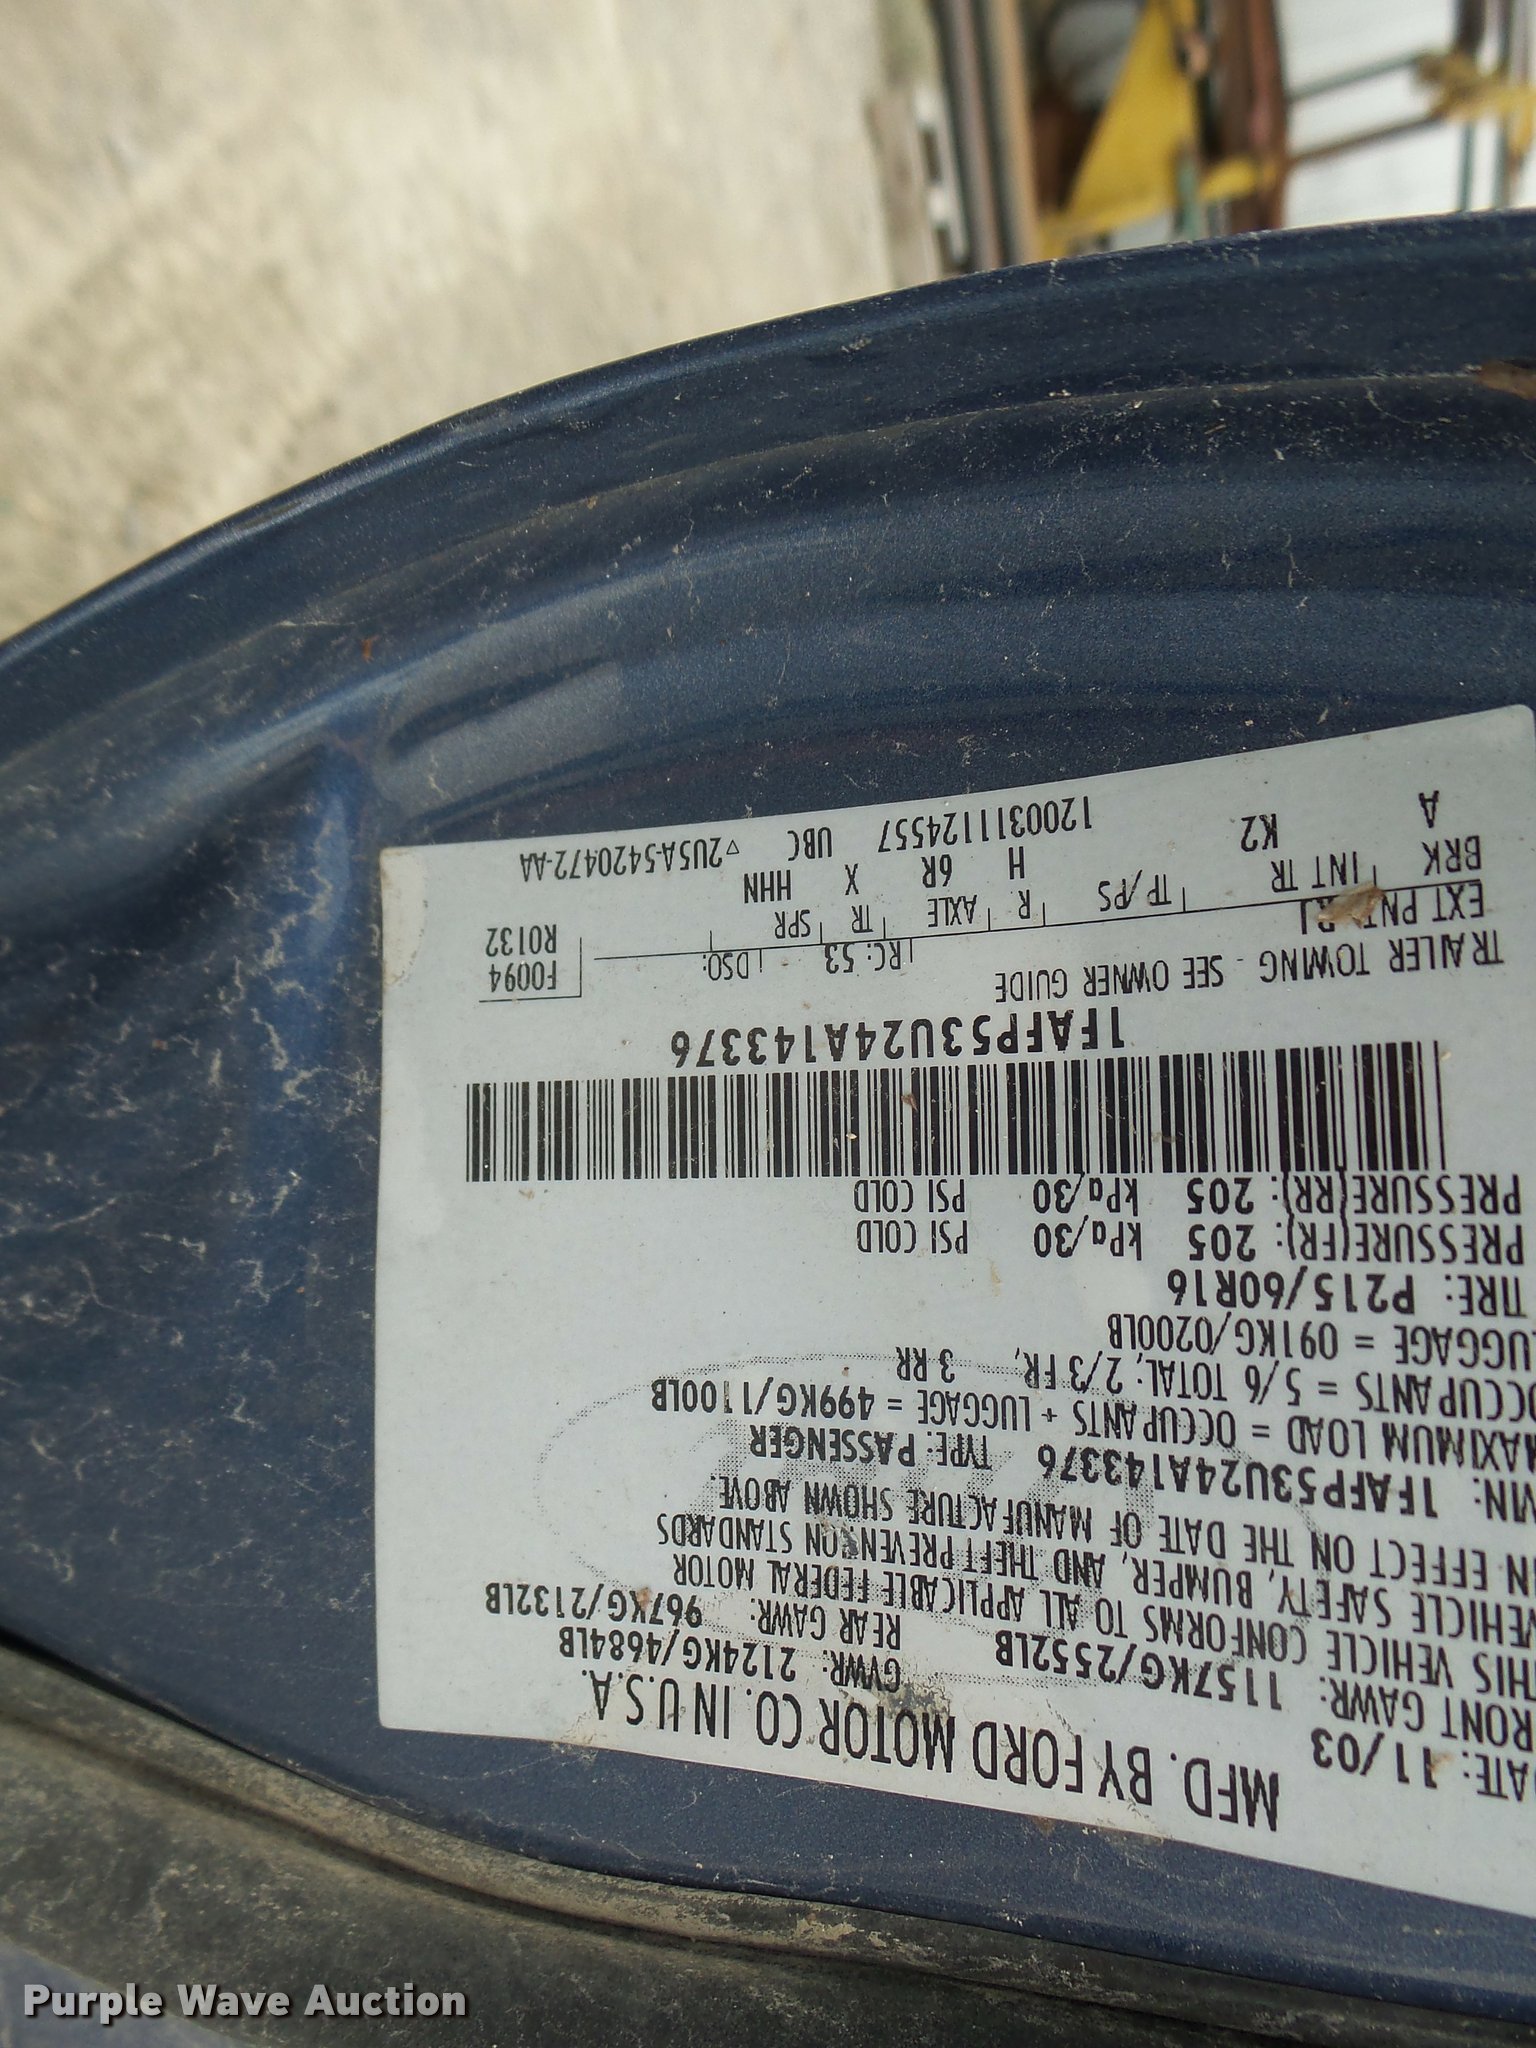 MFD. BY FORD MOTOR CO. IN U.S.A.
ATE: 11/03 GVWR: 2124KG/4684LB
RONT GAWR: 1157KG/2552LB REAR GAWR: 967KG/2132LB
THIS VEHICLE CONFORMS TO ALL APPLICABLE FEDERAL MOTOR
VEHICLE SAFETY, BUMPER, AND THEFT PREVENTION STANDARDS
IN EFFECT ON THE DATE OF MANUFACTURE SHOWN ABOVE.
VIN: 1FAFP53U24A143376 TYPE: PASSENGER
MAXIMUM LOAD = OCCUPANTS + LUGGAGE = 499KG/1100LB
OCCUPANTS = 5/6 TOTAL: 2/3 FR, 3 RR
LUGGAGE = 091KG/0200LB
TIRE: P215/60R16
PRESSURE(FR): 205 kPa/30 PSI COLD
PRESSURE(RR): 205 kPa/30 PSI COLD
1FAFP53U24A143376
TRAILER TOWING - SEE OWNER GUIDE
F0094
R0132
EXT PNT: RJ RC: 53 DSO:
BRK INT TR TP/PS R AXLE TR SPR
A K2 H 6R X HHN
1200311124557 UBC ▽2U5A-5420472-AA
Purple Wave Auction